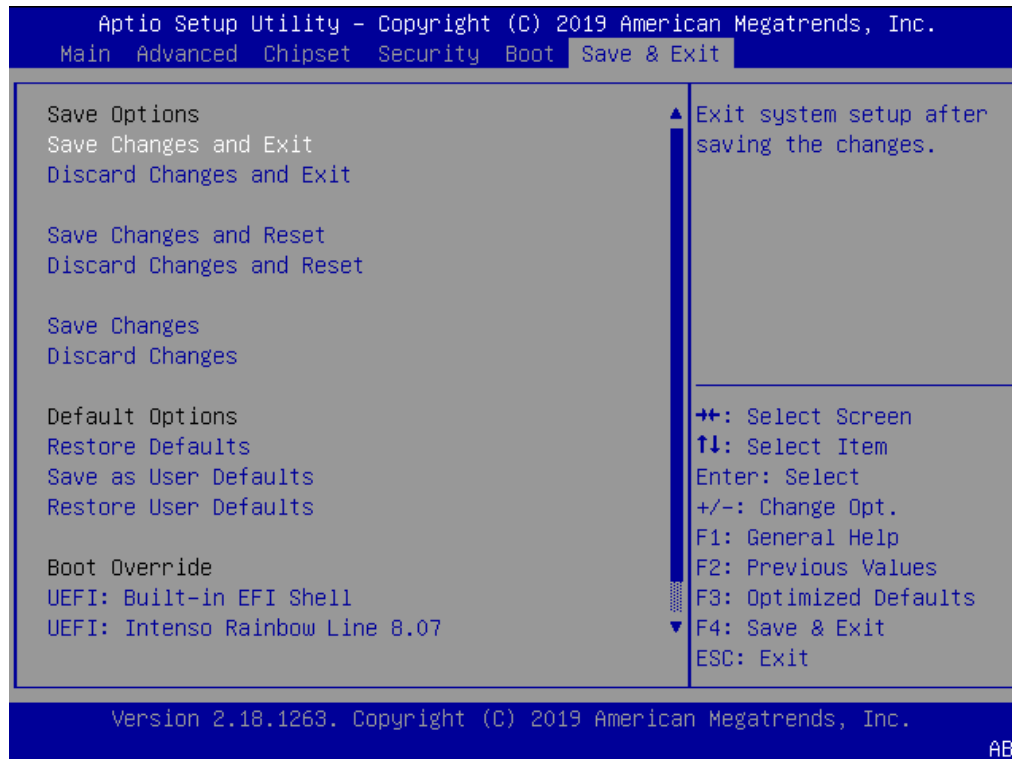 Aptio Setup Utility - Copyright (C) 2019 American Megatrends, Inc.
Main Advanced Chipset Security Boot Save & Exit
Save Options
Save Changes and Exit
Discard Changes and Exit
Save Changes and Reset
Discard Changes and Reset
Save Changes
Discard Changes
Default Options
Restore Defaults
Save as User Defaults
Restore User Defaults
Boot Override
UEFI: Built-in EFI Shell
UEFI: Intenso Rainbow Line 8.07
Exit system setup after
saving the changes.
→←: Select Screen
↑↓: Select Item
Enter: Select
+/-: Change Opt.
F1: General Help
F2: Previous Values
F3: Optimized Defaults
F4: Save & Exit
ESC: Exit
Version 2.18.1263. Copyright (C) 2019 American Megatrends, Inc.
AB